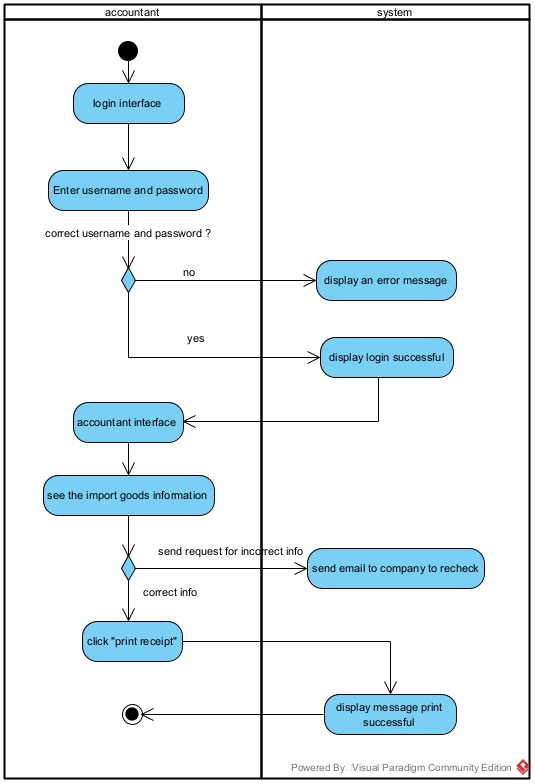 accountant
system
login interface
Enter username and password
correct username and password ?
no
display an error message
yes
display login successful
accountant interface
see the import goods information
send request for incorrect info
send email to company to recheck
correct info
click "print receipt"
display message print
successful
Powered By Visual Paradigm Community Edition